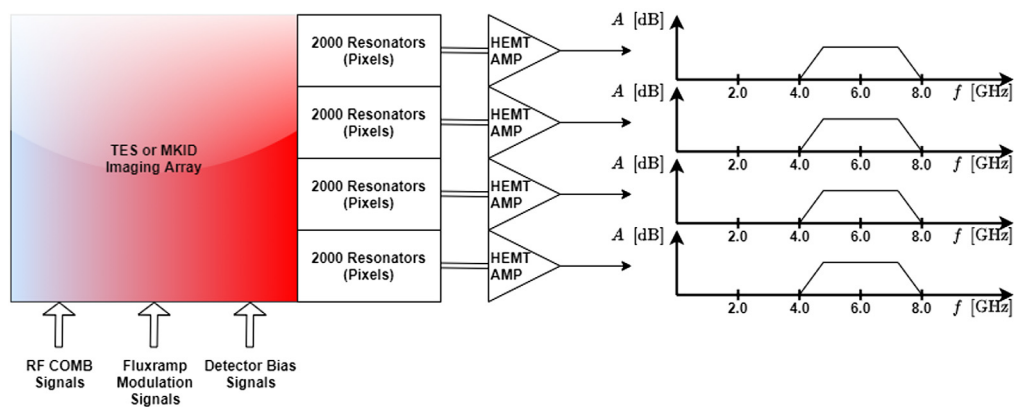 TES or MKID
Imaging Array
2000 Resonators
(Pixels)
HEMT
AMP
A [dB]
2.0 4.0 6.0 8.0 f [GHz]
2000 Resonators
(Pixels)
HEMT
AMP
A [dB]
2.0 4.0 6.0 8.0 f [GHz]
2000 Resonators
(Pixels)
HEMT
AMP
A [dB]
2.0 4.0 6.0 8.0 f [GHz]
2000 Resonators
(Pixels)
HEMT
AMP
A [dB]
2.0 4.0 6.0 8.0 f [GHz]
RF COMB
Signals
Fluxramp
Modulation
Signals
Detector Bias
Signals